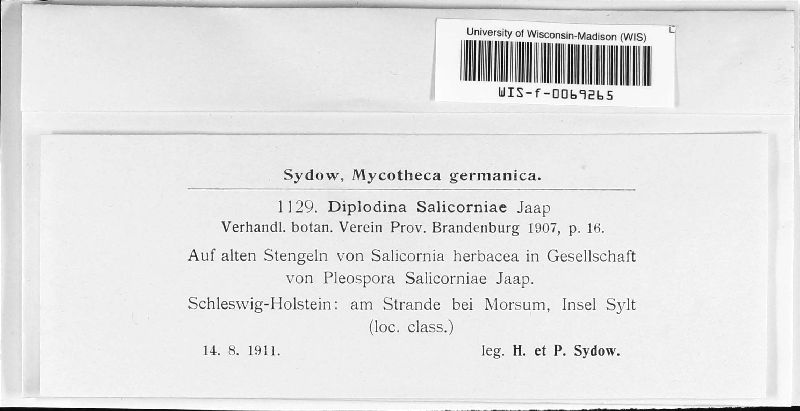 University of Wisconsin-Madison (WIS)
WIS-f-0069265
Sydow, Mycotheca germanica.
1129. Diplodina Salicorniae Jaap
Verhandl. botan. Verein Prov. Brandenburg 1907, p. 16.
Auf alten Stengeln von Salicornia herbacea in Gesellschaft
von Pleospora Salicorniae Jaap.
Schleswig-Holstein: am Strande bei Morsum, Insel Sylt
(loc. class.)
14. 8. 1911. leg. H. et P. Sydow.